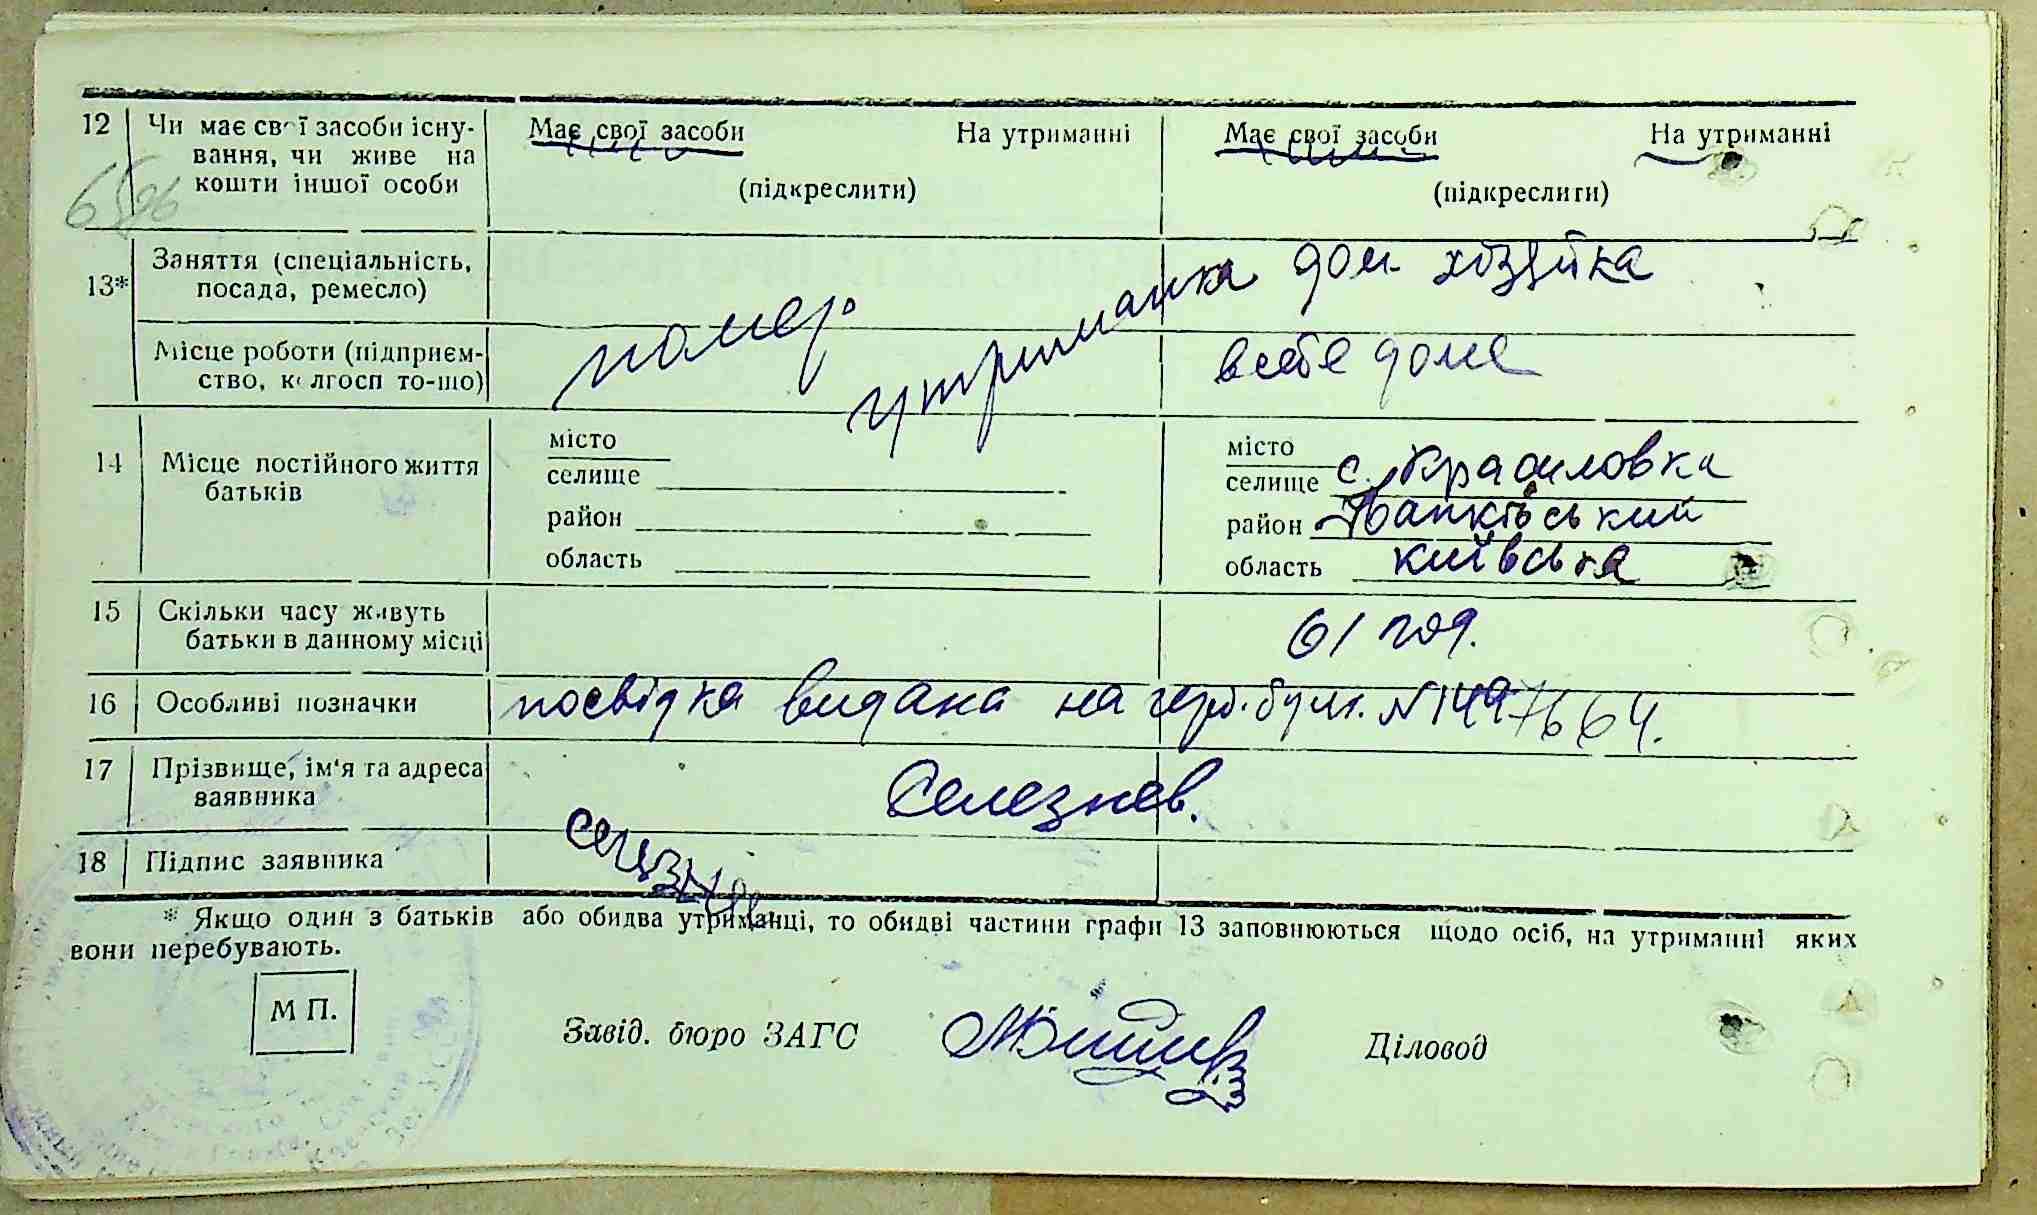 12 Чи має свої засоби існу- Має свої засоби На утриманні Має свої засоби На утриманні
вання, чи живе на
кошти іншої особи (підкреслити) (підкреслити)
13* Заняття (спеціальність, дом. хозяйка
посада, ремесло) помер. утриманка
Місце роботи (підприєм- в себе дома
ство, колгосп то-що)
14 Місце постійного життя місто місто
батьків селище селище с. Красиловка
район район Іванківський
область область київська
15 Скільки часу живуть 61 год.
батьки в данному місці
16 Особливі позначки посвідка видана на герб. бум. №1497664.
17 Прізвище, ім'я та адреса Селезнев.
заявника
18 Підпис заявника
* Якщо один з батьків або обидва утриманці, то обидві частини графи 13 заповнюються щодо осіб, на утриманні яких
вони перебувають.
М П.
Завід. бюро ЗАГС Діловод